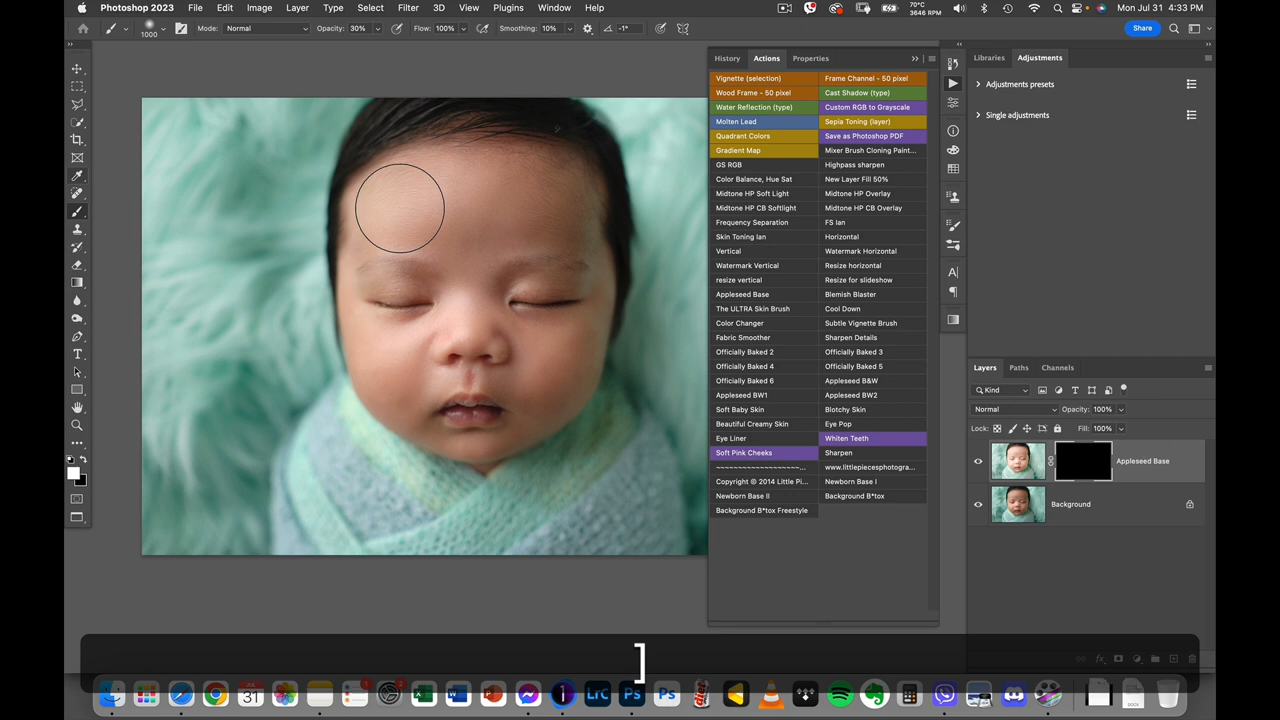 Photoshop 2023 File Edit Image Layer Type Select Filter 3D View Plugins Window Help 70°C 3646 RPM Mon Jul 31 4:33 PM
1000 Mode: Normal Opacity: 30% Flow: 100% Smoothing: 10% -1° Share
History Actions Properties
Vignette (selection) Frame Channel - 50 pixel
Wood Frame - 50 pixel Cast Shadow (type)
Water Reflection (type) Custom RGB to Grayscale
Molten Lead Sepia Toning (layer)
Quadrant Colors Save as Photoshop PDF
Gradient Map Mixer Brush Cloning Paint...
GS RGB Highpass sharpen
Color Balance, Hue Sat New Layer Fill 50%
Midtone HP Soft Light Midtone HP Overlay
Midtone HP CB Softlight Midtone HP CB Overlay
Frequency Separation FS Ian
Skin Toning Ian Horizontal
Vertical Watermark Horizontal
Watermark Vertical Resize horizontal
resize vertical Resize for slideshow
Appleseed Base Blemish Blaster
The ULTRA Skin Brush Cool Down
Color Changer Subtle Vignette Brush
Fabric Smoother Sharpen Details
Officially Baked 2 Officially Baked 3
Officially Baked 4 Officially Baked 5
Officially Baked 6 Appleseed B&W
Appleseed BW1 Appleseed BW2
Soft Baby Skin Blotchy Skin
Beautiful Creamy Skin Eye Pop
Eye Liner Whiten Teeth
Soft Pink Cheeks Sharpen
~~~~~~~~~~~~~~~~~~~... www.littlepiecesphotogra...
Copyright © 2014 Little Pi... Newborn Base I
Newborn Base II Background B*tox
Background B*tox Freestyle
Libraries Adjustments
Adjustments presets
Single adjustments
Layers Paths Channels
Kind
Normal Opacity: 100%
Lock: Fill: 100%
Appleseed Base
Background
]
JUL 31 LrC Ps Ps